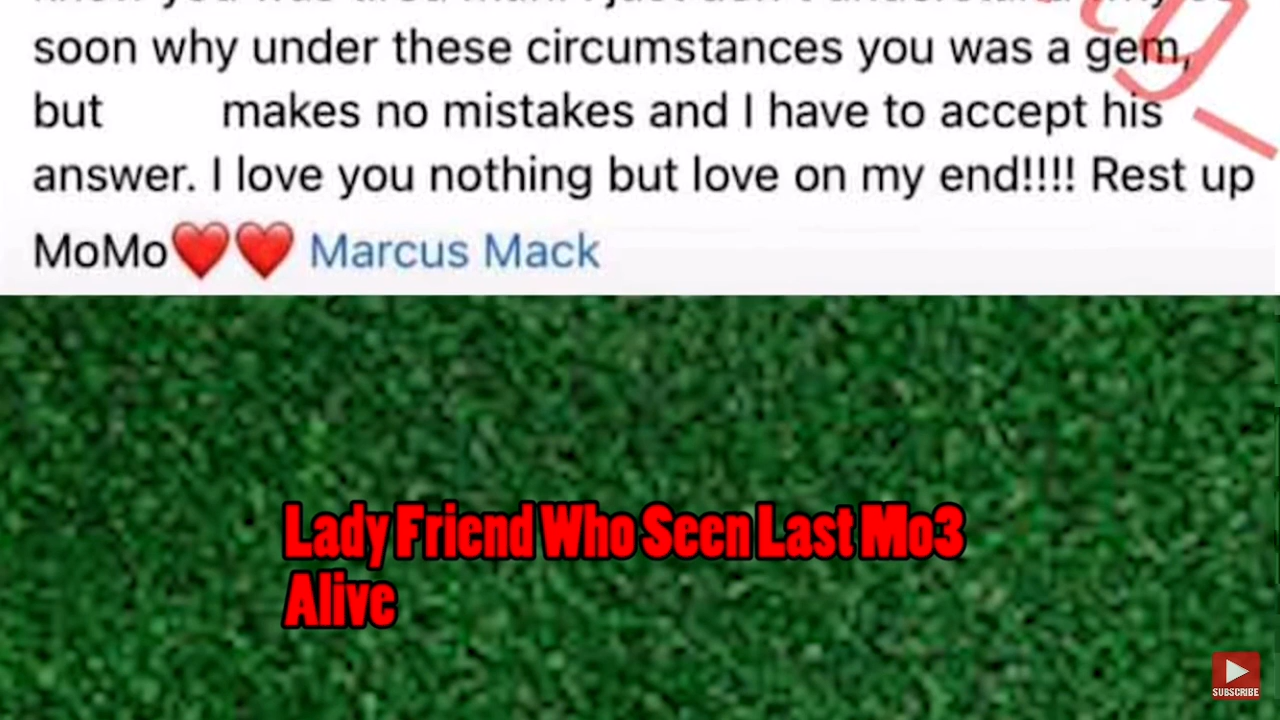 soon why under these circumstances you was a gem,
but makes no mistakes and I have to accept his
answer. I love you nothing but love on my end!!!! Rest up
MoMo❤️❤️ Marcus Mack
Lady Friend Who Seen Last Mo3
Alive
SUBSCRIBE